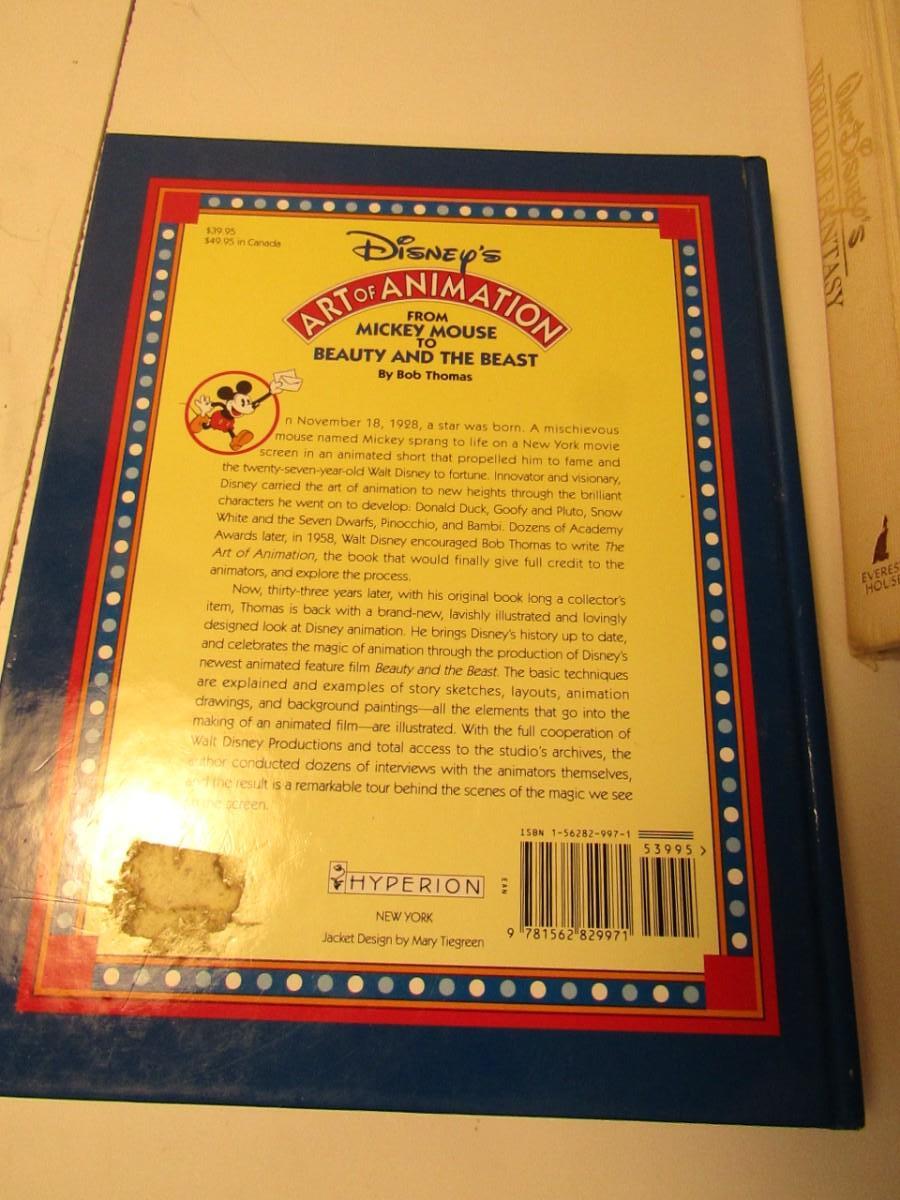 $39.95
$49.95 in Canada
Disney's
ART OF ANIMATION
FROM
MICKEY MOUSE
TO
BEAUTY AND THE BEAST
By Bob Thomas
n November 18, 1928, a star was born. A mischievous
mouse named Mickey sprang to life on a New York movie
screen in an animated short that propelled him to fame and
the twenty-seven-year-old Walt Disney to fortune. Innovator and visionary,
Disney carried the art of animation to new heights through the brilliant
characters he went on to develop: Donald Duck, Goofy and Pluto, Snow
White and the Seven Dwarfs, Pinocchio, and Bambi. Dozens of Academy
Awards later, in 1958, Walt Disney encouraged Bob Thomas to write The
Art of Animation, the book that would finally give full credit to the
animators, and explore the process.
Now, thirty-three years later, with his original book long a collector's
item, Thomas is back with a brand-new, lavishly illustrated and lovingly
designed look at Disney animation. He brings Disney's history up to date,
and celebrates the magic of animation through the production of Disney's
newest animated feature film Beauty and the Beast. The basic techniques
are explained and examples of story sketches, layouts, animation
drawings, and background paintings—all the elements that go into the
making of an animated film—are illustrated. With the full cooperation of
Walt Disney Productions and total access to the studio's archives, the
author conducted dozens of interviews with the animators themselves,
and the result is a remarkable tour behind the scenes of the magic we see
on the screen.
HYPERION
NEW YORK
Jacket Design by Mary Tiegreen
ISBN 1-56282-997-1
53995 >
EAN
9 781562 829971
Walt Disney's
WORLD OF FANTASY
EVEREST
HOUSE